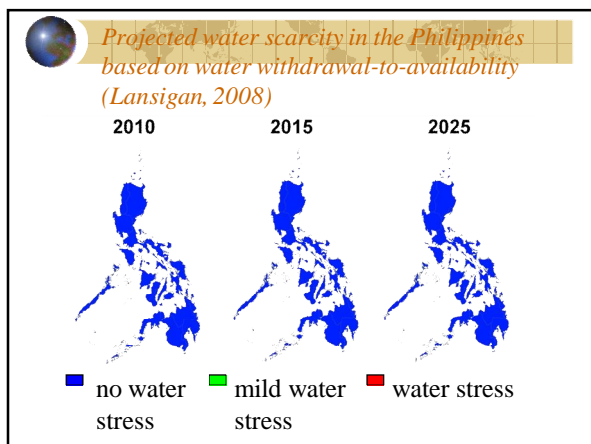 Projected water scarcity in the Philippines
based on water withdrawal-to-availability
(Lansigan, 2008)
2010 2015 2025
no water mild water water stress
stress stress